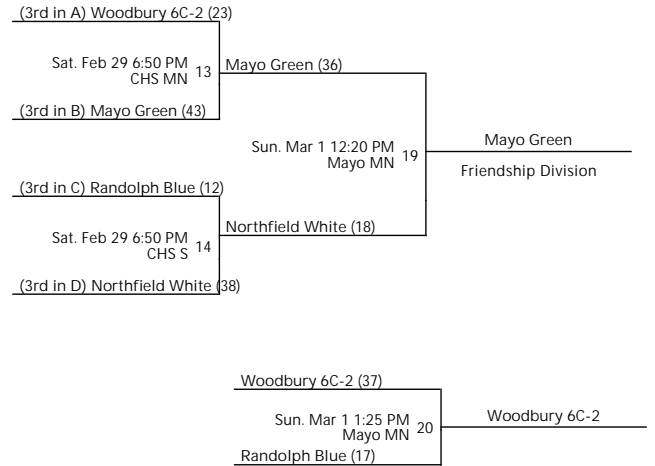 (3rd in A) Woodbury 6C-2 (23)
Sat. Feb 29 6:50 PM
CHS MN
13
Mayo Green (36)
(3rd in B) Mayo Green (43)
Sun. Mar 1 12:20 PM
Mayo MN
19
Mayo Green
Friendship Division
(3rd in C) Randolph Blue (12)
Sat. Feb 29 6:50 PM
CHS S
14
Northfield White (18)
(3rd in D) Northfield White (38)
Woodbury 6C-2 (37)
Sun. Mar 1 1:25 PM
Mayo MN
20
Woodbury 6C-2
Randolph Blue (17)